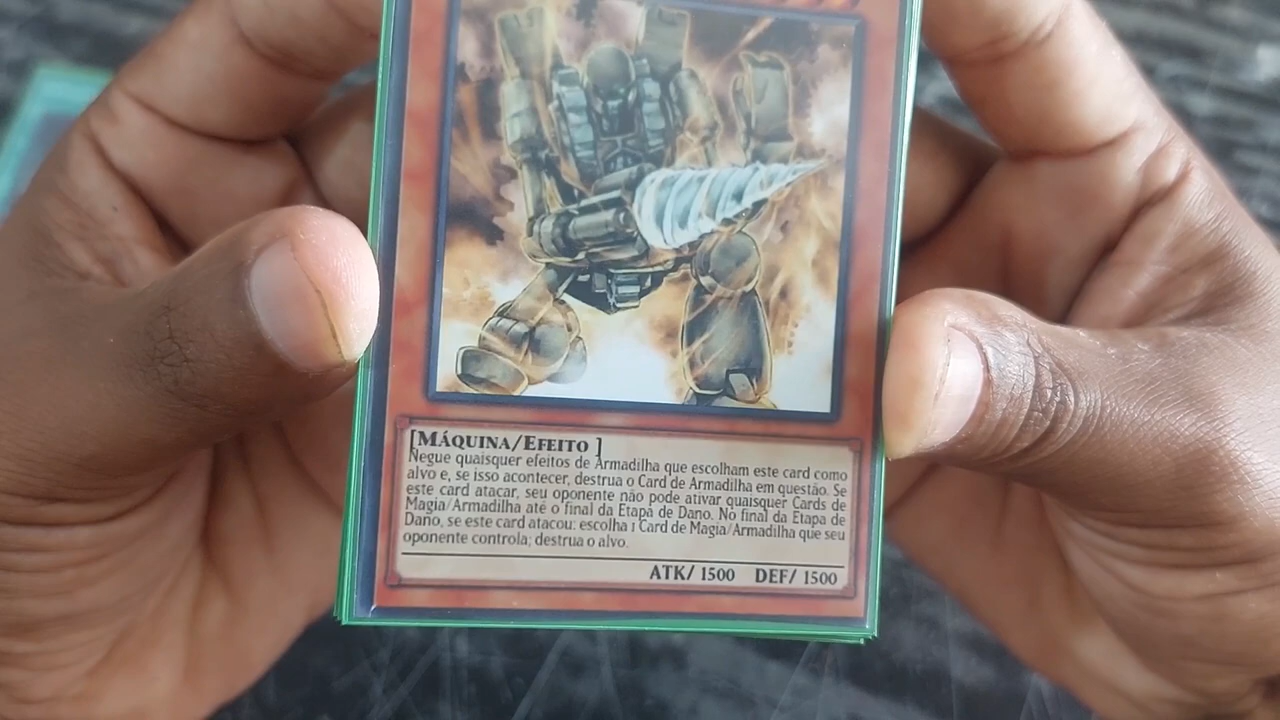 [MÁQUINA/EFEITO ]
Negue quaisquer efeitos de Armadilha que escolham este card como
alvo e, se isso acontecer, destrua o Card de Armadilha em questão. Se
este card atacar, seu oponente não pode ativar quaisquer Cards de
Magia/Armadilha até o final da Etapa de Dano. No final da Etapa de
Dano, se este card atacou: escolha 1 Card de Magia/Armadilha que seu
oponente controla; destrua o alvo.
ATK/ 1500 DEF/ 1500